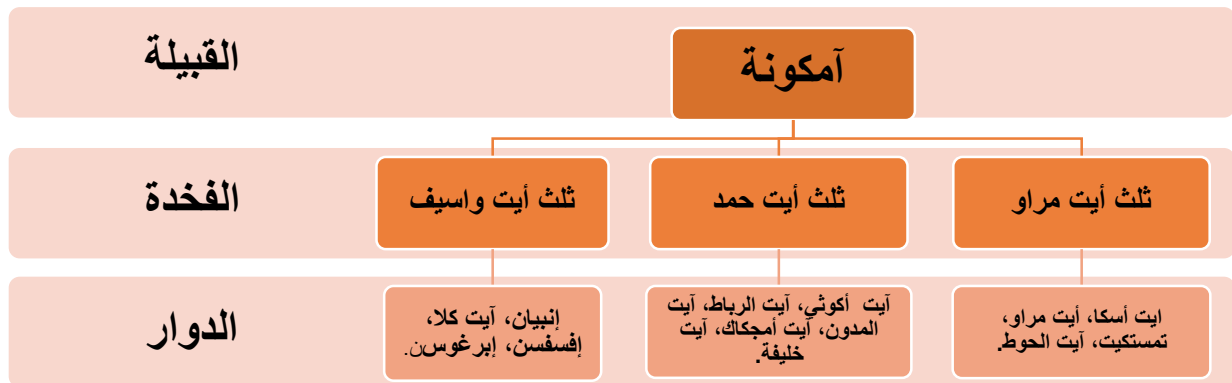 القبيلة
آمكونة
الفخدة
ثلث أيت مراو
ثلث أيت حمد
ثلث أيت واسيف
الدوار
ايت أسكا، أيت مراو،
تمستكيت، آيت الحوط.
آيت أكوثي، آيت الرباط، آيت
المدون، آيت أمجكاك، آيت
خليفة.
إنبيان، آيت كلا،
إفسفسن، إبرغوسن.